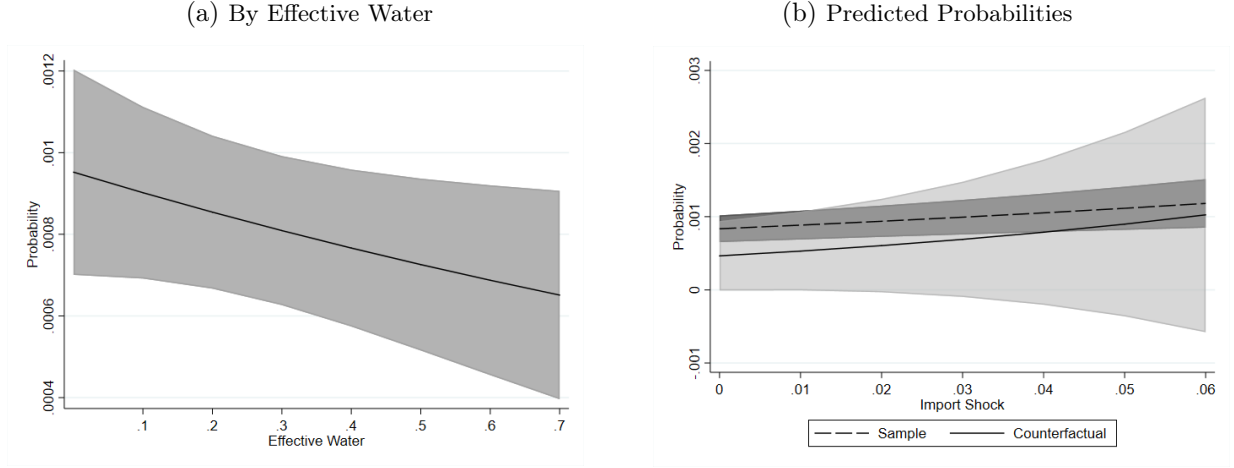 (a) By Effective Water
Probability
.0012
.001
.0008
.0006
.0004
.1 .2 .3 .4 .5 .6 .7
Effective Water
(b) Predicted Probabilities
Probability
.003
.002
.001
0
-.001
0 .01 .02 .03 .04 .05 .06
Import Shock
Sample Counterfactual